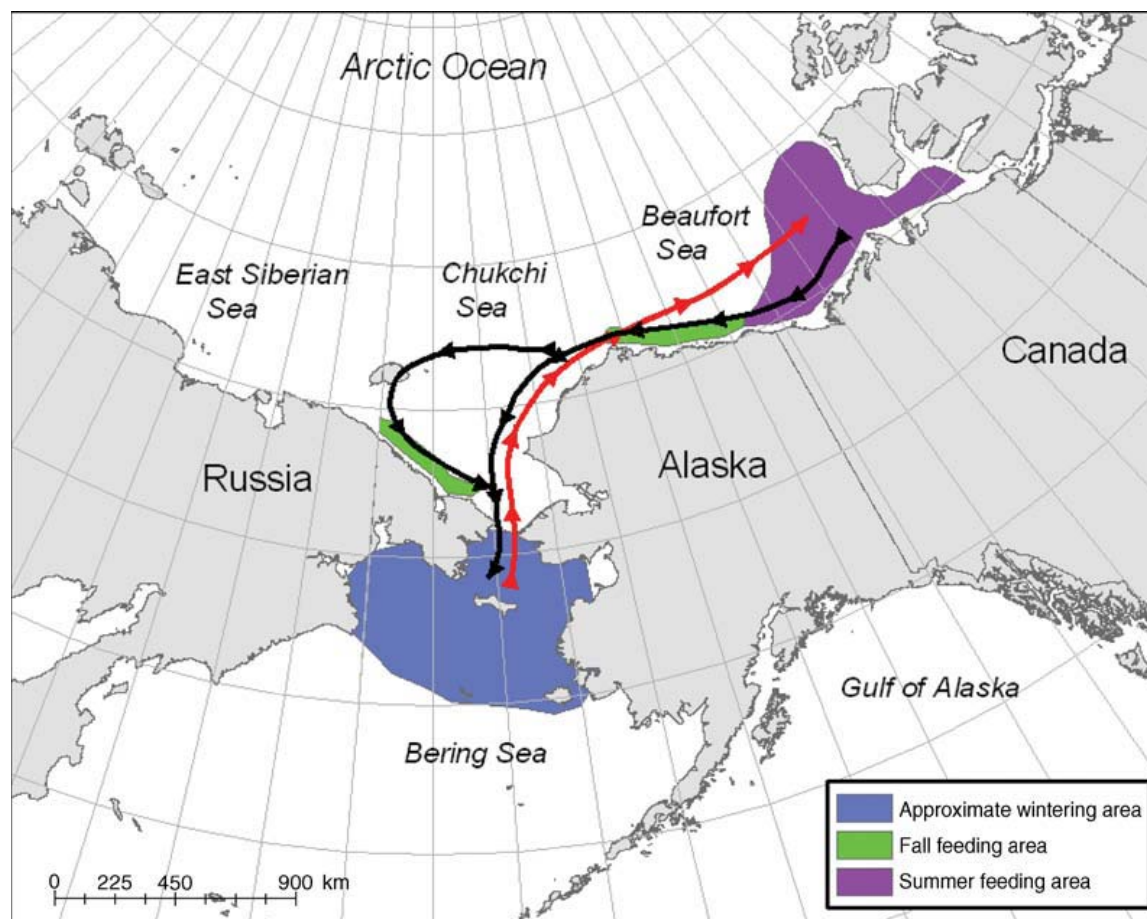 Arctic Ocean
Beaufort
Sea
East Siberian
Sea
Chukchi
Sea
Canada
Russia
Alaska
Gulf of Alaska
Bering Sea
Approximate wintering area
Fall feeding area
Summer feeding area
0 225 450 900 km